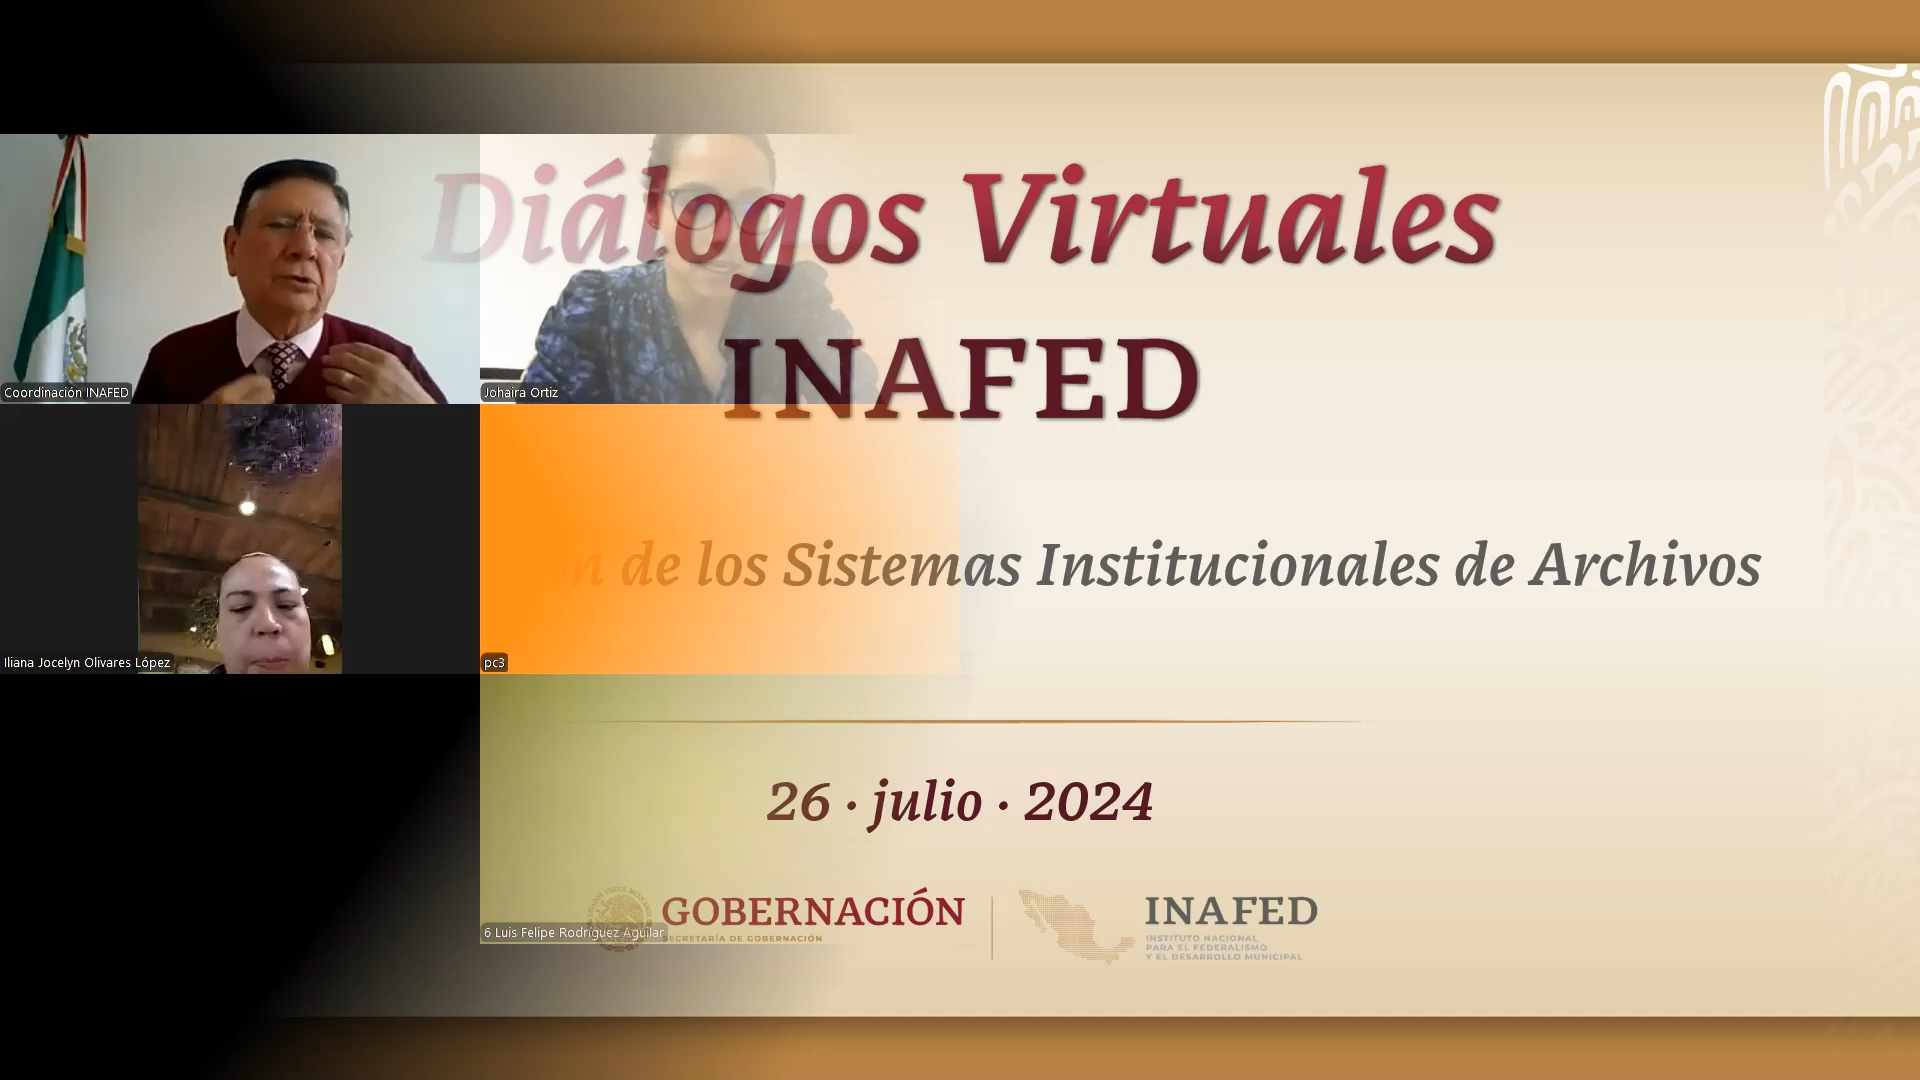 Diálogos Virtuales
INAFED
Coordinación INAFED
Johaira Ortiz
de los Sistemas Institucionales de Archivos
Iliana Jocelyn Olivares López
pc3
26 · julio · 2024
GOBERNACIÓN
SECRETARÍA DE GOBERNACIÓN
INAFED
INSTITUTO NACIONAL
PARA EL FEDERALISMO
Y EL DESARROLLO MUNICIPAL
6 Luis Felipe Rodríguez Aguilar